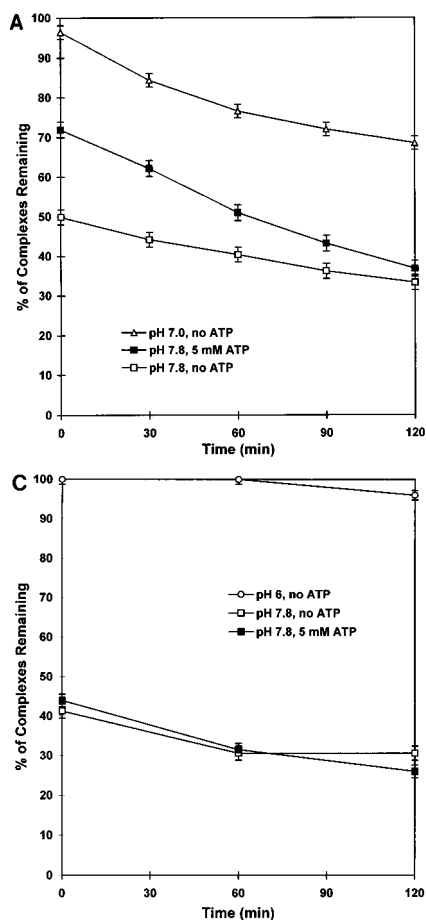 A
100
90
80
70
60
50
40
30
20
10
0
% of Complexes Remaining
pH 7.0, no ATP
pH 7.8, 5 mM ATP
pH 7.8, no ATP
0 30 60 90 120
Time (min)
C
100
90
80
70
60
50
40
30
20
10
0
% of Complexes Remaining
pH 6, no ATP
pH 7.8, no ATP
pH 7.8, 5 mM ATP
0 30 60 90 120
Time (min)